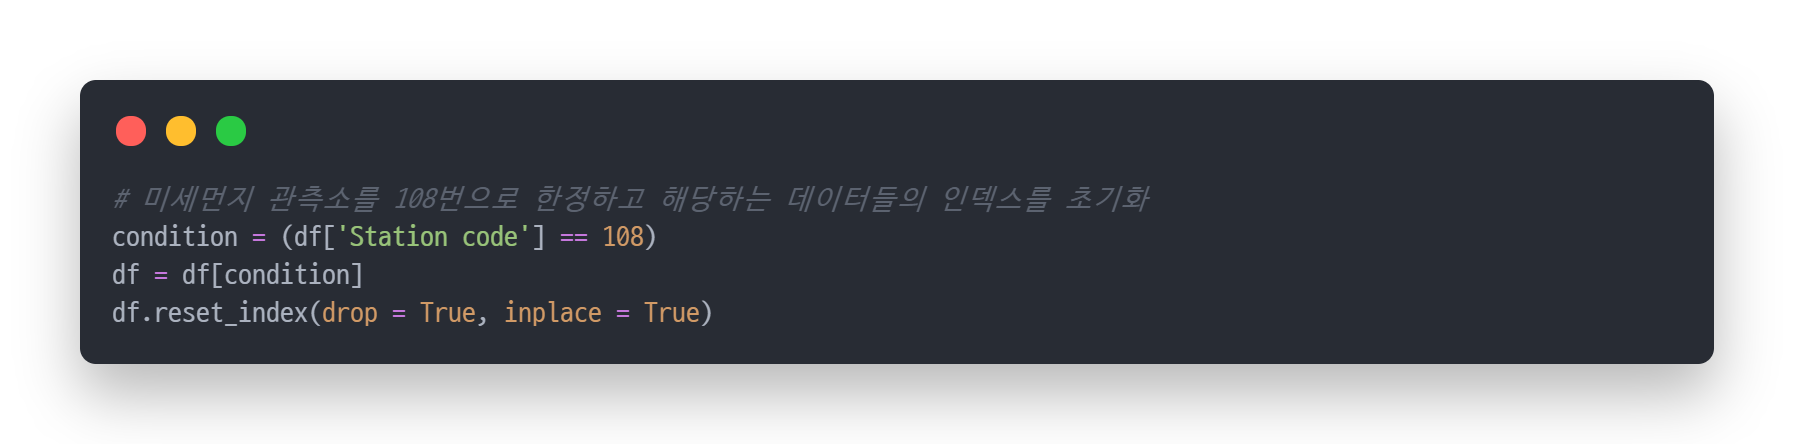 # 미세먼지 관측소를 108번으로 한정하고 해당하는 데이터들의 인덱스를 초기화
condition = (df['Station code'] == 108)
df = df[condition]
df.reset_index(drop = True, inplace = True)